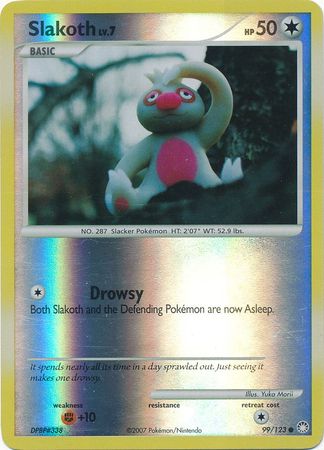 Slakoth LV.7
HP 50
BASIC
NO. 287 Slacker Pokémon HT: 2'07" WT: 52.9 lbs.
Drowsy
Both Slakoth and the Defending Pokémon are now Asleep.
It spends nearly all its time in a day sprawled out. Just seeing it
makes one drowsy.
Illus. Yuka Morii
weakness resistance retreat cost
+10
DPBP#338 ©2007 Pokémon/Nintendo 99/123